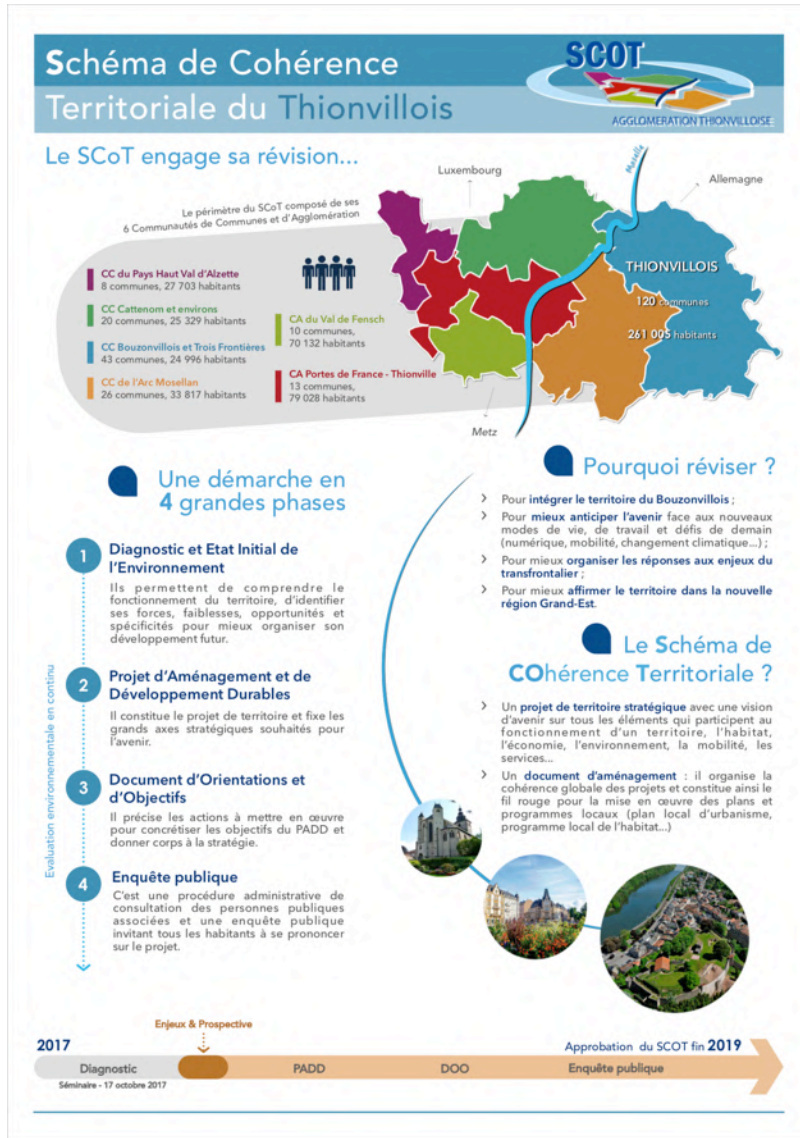 Schéma de Cohérence
Territoriale du Thionvillois
SCOT
AGGLOMERATION THIONVILLOISE
Le SCoT engage sa révision...
Le périmètre du SCoT composé de ses
6 Communautés de Communes et d'Agglomération
Luxembourg
Moselle
Allemagne
CC du Pays Haut Val d'Alzette
8 communes, 27 703 habitants
CC Cattenom et environs
20 communes, 25 329 habitants
CC Bouzonvillois et Trois Frontières
43 communes, 24 996 habitants
CC de l'Arc Mosellan
26 communes, 33 817 habitants
CA du Val de Fensch
10 communes,
70 132 habitants
CA Portes de France - Thionville
13 communes,
79 028 habitants
THIONVILLOIS
120 communes
261 005 habitants
Metz
Une démarche en
4 grandes phases
1
Diagnostic et Etat Initial de
l'Environnement
Ils permettent de comprendre le
fonctionnement du territoire, d'identifier
ses forces, faiblesses, opportunités et
spécificités pour mieux organiser son
développement futur.
2
Projet d'Aménagement et de
Développement Durables
Il constitue le projet de territoire et fixe les
grands axes stratégiques souhaités pour
l'avenir.
3
Document d'Orientations et
d'Objectifs
Il précise les actions à mettre en œuvre
pour concrétiser les objectifs du PADD et
donner corps à la stratégie.
4
Enquête publique
C'est une procédure administrative de
consultation des personnes publiques
associées et une enquête publique
invitant tous les habitants à se prononcer
sur le projet.
Evaluation environnementale en continu
Pourquoi réviser ?
› Pour intégrer le territoire du Bouzonvillois ;
› Pour mieux anticiper l'avenir face aux nouveaux
modes de vie, de travail et défis de demain
(numérique, mobilité, changement climatique...) ;
› Pour mieux organiser les réponses aux enjeux du
transfrontalier ;
› Pour mieux affirmer le territoire dans la nouvelle
région Grand-Est.
Le Schéma de
COhérence Territoriale ?
› Un projet de territoire stratégique avec une vision
d'avenir sur tous les éléments qui participent au
fonctionnement d'un territoire, l'habitat,
l'économie, l'environnement, la mobilité, les
services...
› Un document d'aménagement : il organise la
cohérence globale des projets et constitue ainsi le
fil rouge pour la mise en œuvre des plans et
programmes locaux (plan local d'urbanisme,
programme local de l'habitat...)
Enjeux & Prospective
2017
Approbation du SCOT fin 2019
Diagnostic
PADD
DOO
Enquête publique
Séminaire - 17 octobre 2017